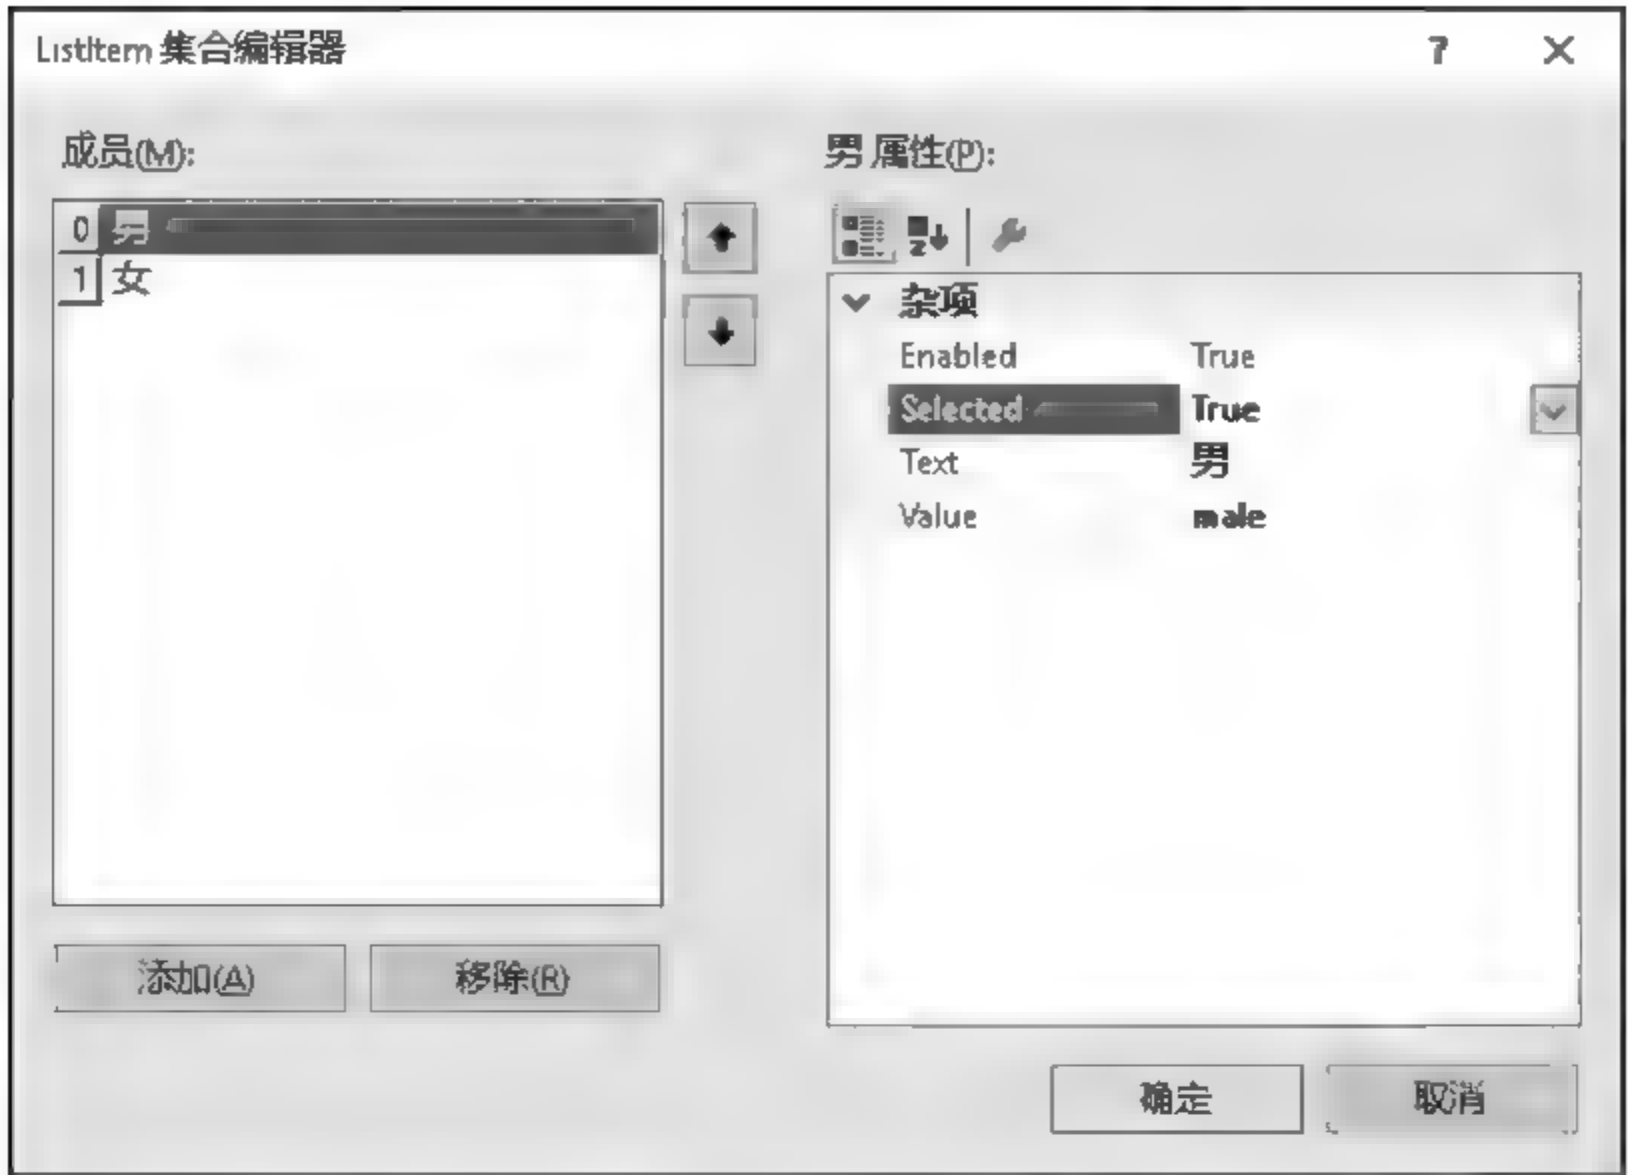 ListItem 集合编辑器 ? ×
成员(M):
0 男
1 女
添加(A) 移除(R)
男 属性(P):
杂项
Enabled True
Selected True
Text 男
Value male
确定 取消